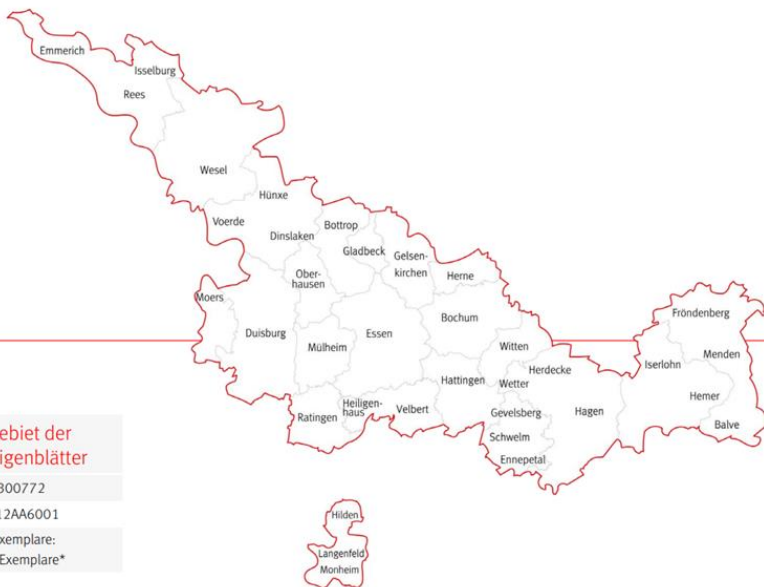 Emmerich
Isselburg
Rees
Wesel
Hünxe
Voerde
Bottrop
Dinslaken
Gladbeck
Gelsen-
kirchen
Ober-
hausen
Herne
Moers
Duisburg
Bochum
Essen
Mülheim
Witten
Fröndenberg
Menden
Iserlohn
Herdecke
Hattingen
Wetter
Hemer
Heiligen-
haus
Velbert
Ratingen
Gevelsberg
Hagen
Balve
Schwelm
Ennepetal
ebiet der
igenblätter
300772
12AA6001
xemplare:
Exemplare*
Hilden
Langenfeld
Monheim